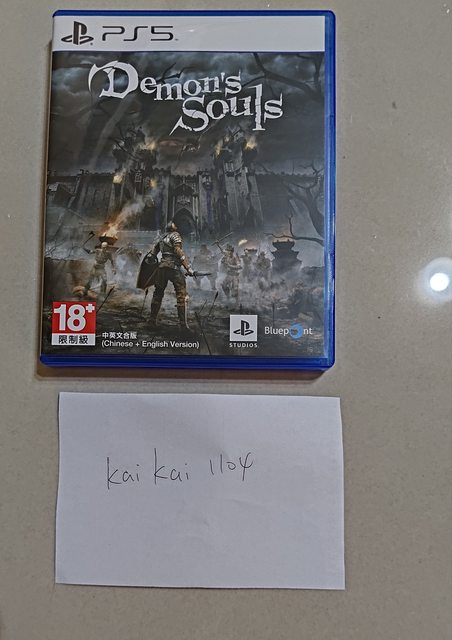 PS5
Demon's
Souls
18+
限制級
中英文合版
(Chinese + English Version)
STUDIOS
Bluepoint
kai kai 1104